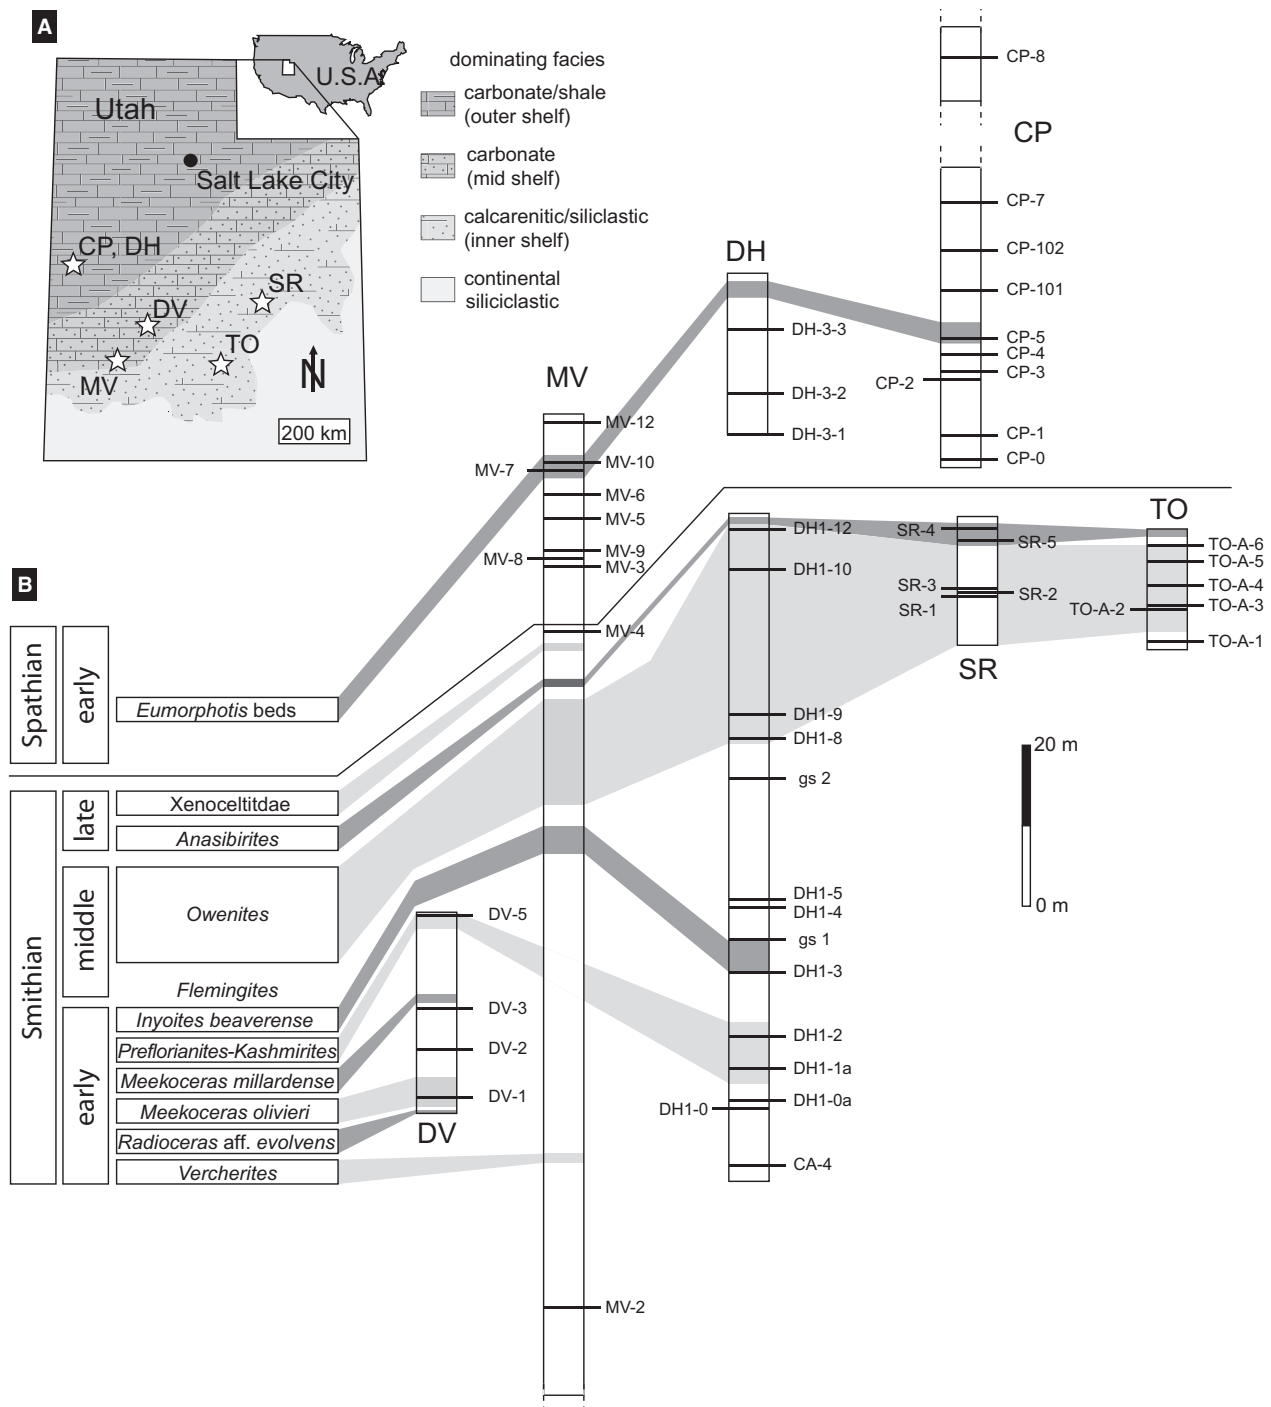 A
Utah
U.S.A.
Salt Lake City
CP, DH
DV
SR
TO
MV
N
200 km
dominating facies
carbonate/shale
(outer shelf)
carbonate
(mid shelf)
calcarenitic/siliclastic
(inner shelf)
continental
siliciclastic
B
Spathian
early
Eumorphotis beds
Smithian
late
middle
early
Xenoceltitdae
Anasibirites
Owenites
Flemingites
Inyoites beaverense
Preflorianites-Kashmirites
Meekoceras millardense
Meekoceras olivieri
Radioceras aff. evolvens
Vercherites
DV-5
DV-3
DV-2
DV-1
DV
MV
MV-12
MV-10
MV-7
MV-6
MV-5
MV-9
MV-8
MV-3
MV-4
MV-2
DH
DH-3-3
DH-3-2
DH-3-1
DH1-12
DH1-10
DH1-9
DH1-8
gs 2
DH1-5
DH1-4
gs 1
DH1-3
DH1-2
DH1-1a
DH1-0a
DH1-0
CA-4
CP-8
CP
CP-7
CP-102
CP-101
CP-5
CP-4
CP-3
CP-2
CP-1
CP-0
SR-4
SR-5
SR-3
SR-2
SR-1
SR
TO
TO-A-6
TO-A-5
TO-A-4
TO-A-3
TO-A-2
TO-A-1
20 m
0 m